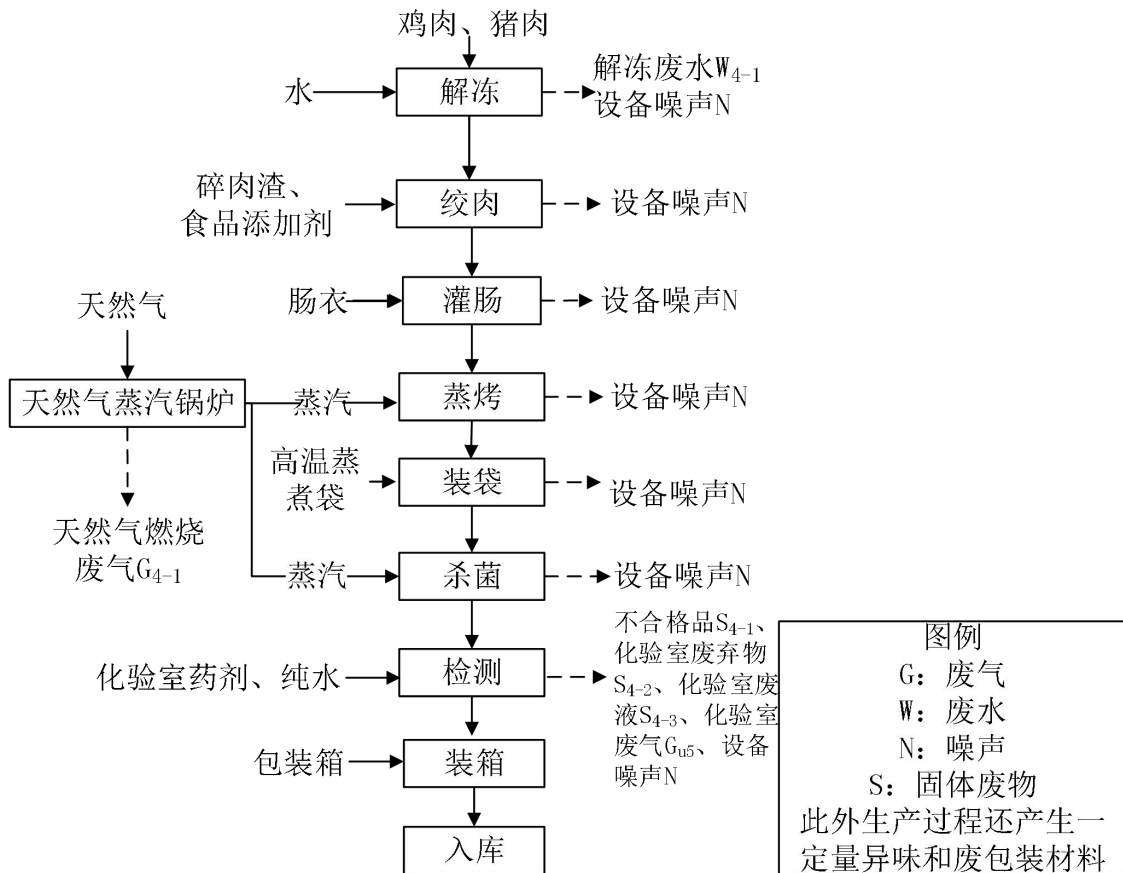 鸡肉、猪肉
水
解冻
解冻废水W4-1
设备噪声N
碎肉渣、
食品添加剂
绞肉
设备噪声N
肠衣
灌肠
设备噪声N
天然气
天然气蒸汽锅炉
蒸汽
蒸烤
设备噪声N
高温蒸
煮袋
装袋
设备噪声N
天然气燃烧
废气G4-1
蒸汽
杀菌
设备噪声N
化验室药剂、纯水
检测
不合格品S4-1、
化验室废弃物
S4-2、化验室废
液S4-3、化验室
废气Gu5、设备
噪声N
包装箱
装箱
入库
图例
G：废气
W：废水
N：噪声
S：固体废物
此外生产过程还产生一
定量异味和废包装材料